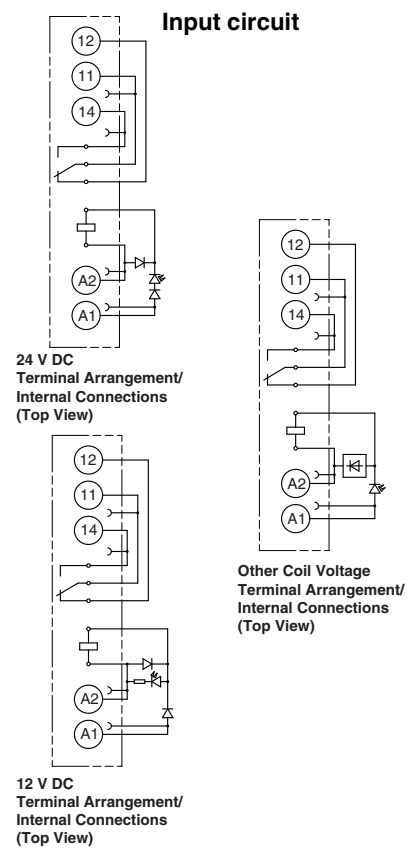 Input circuit
12
11
14
A2
A1
24 V DC
Terminal Arrangement/
Internal Connections
(Top View)
12
11
14
A2
A1
Other Coil Voltage
Terminal Arrangement/
Internal Connections
(Top View)
12
11
14
A2
A1
12 V DC
Terminal Arrangement/
Internal Connections
(Top View)